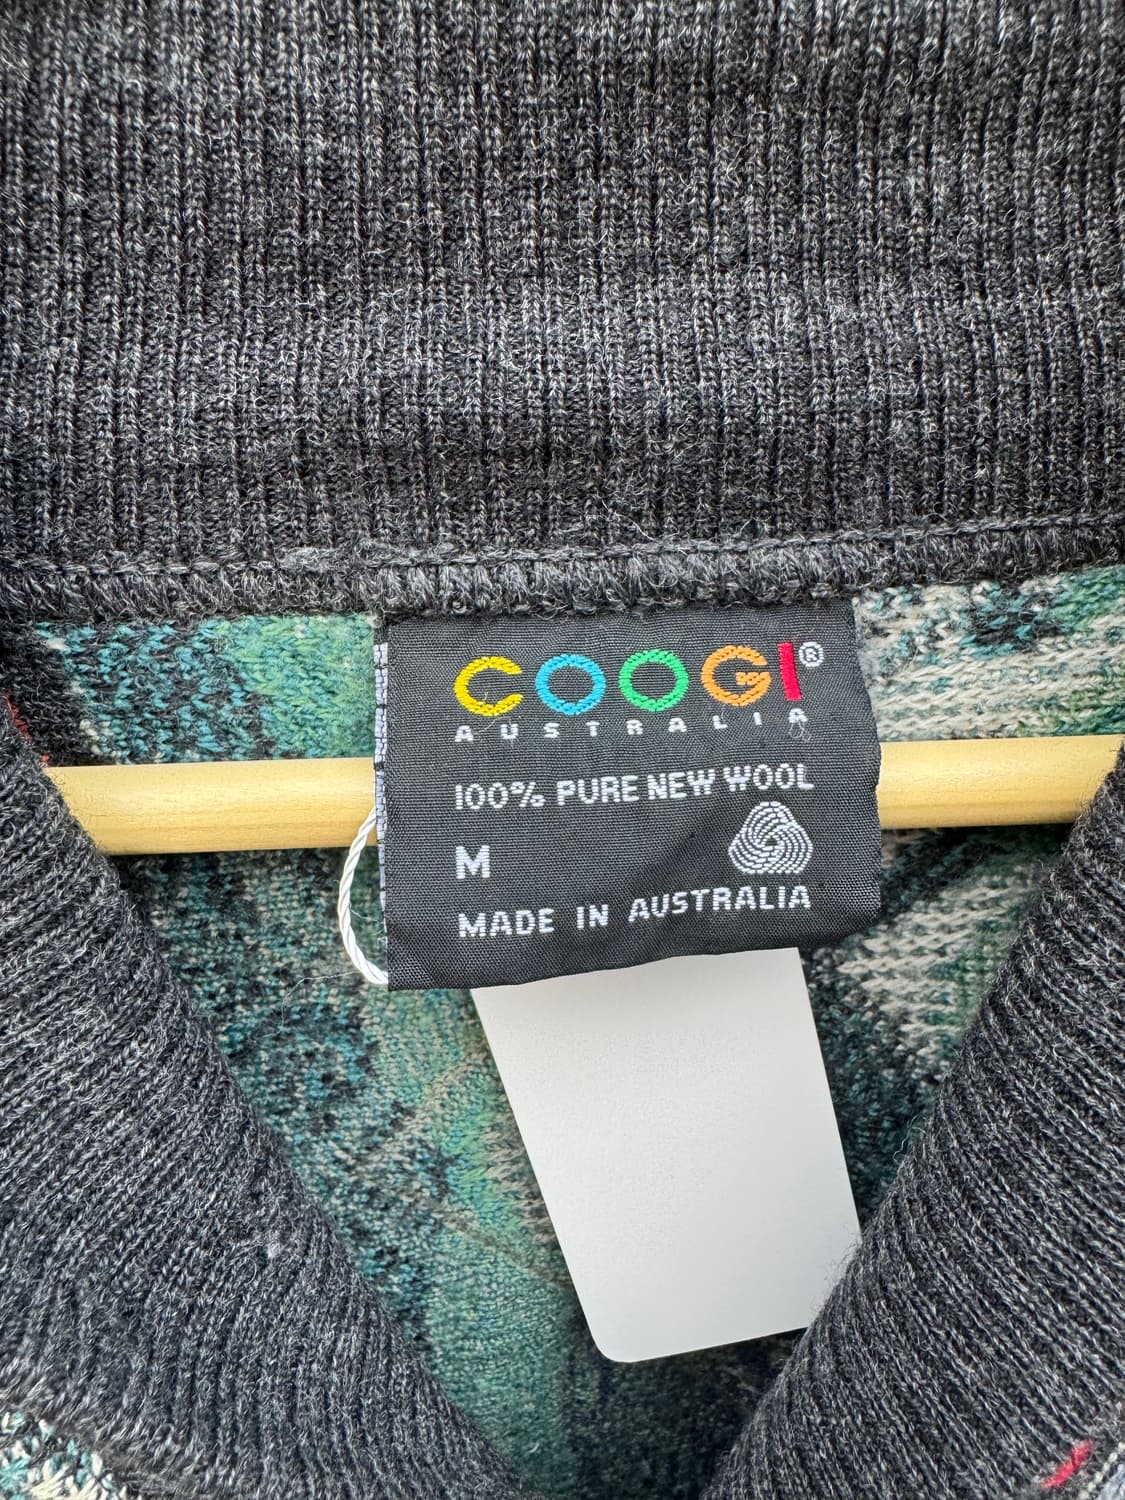 COOGI®
AUSTRALIA
100% PURE NEW WOOL
M
MADE IN AUSTRALIA